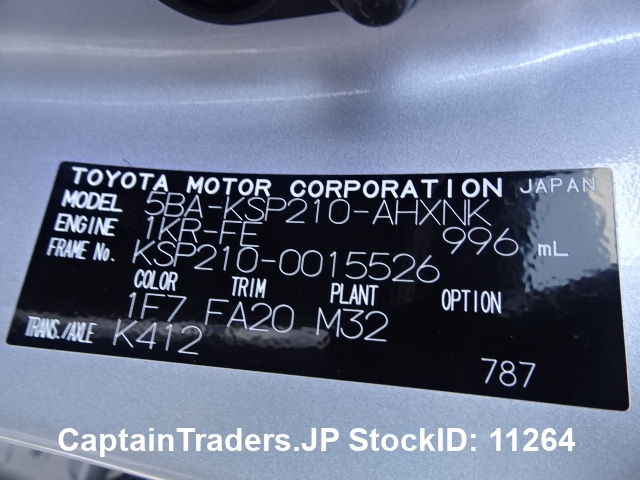 TOYOTA MOTOR CORPORATION JAPAN
MODEL 5BA-KSP210-AHXNK
ENGINE 1KR-FE 996 mL
FRAME No. KSP210-0015526
COLOR TRIM PLANT OPTION
1F7 FA20 M32
TRANS./AXLE K412
787
CaptainTraders.JP StockID: 11264